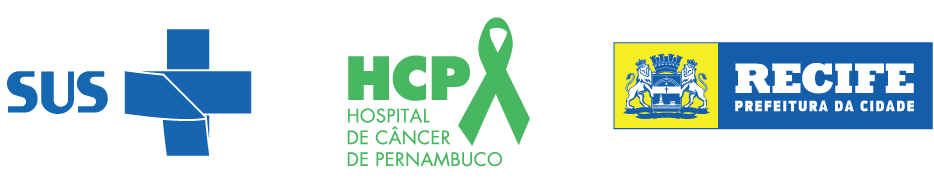 SUS
HCP
HOSPITAL
DE CÂNCER
DE PERNAMBUCO
RECIFE
PREFEITURA DA CIDADE